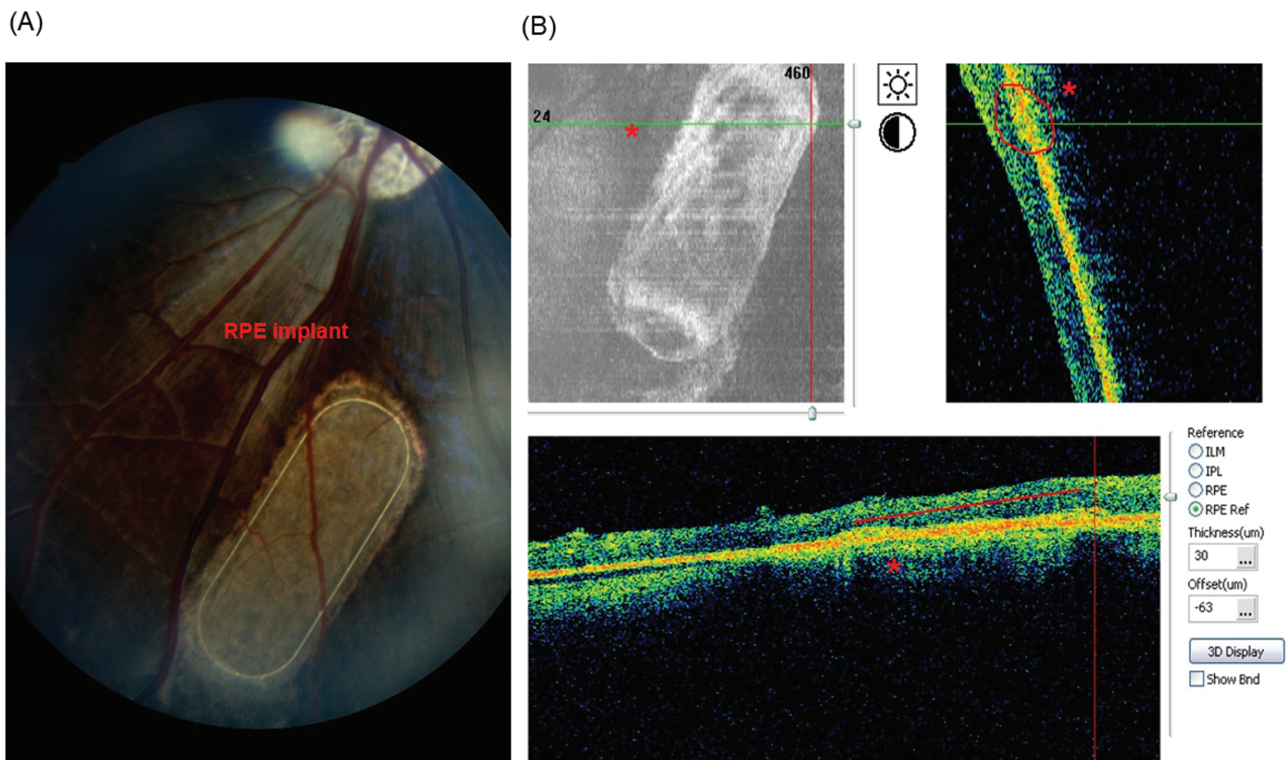 (A)
(B)
RPE implant
460
24
*
*
*
Reference
ILM
IPL
RPE
RPE Ref
Thickness(um)
30 ...
Offset(um)
-63 ...
3D Display
Show Bnd